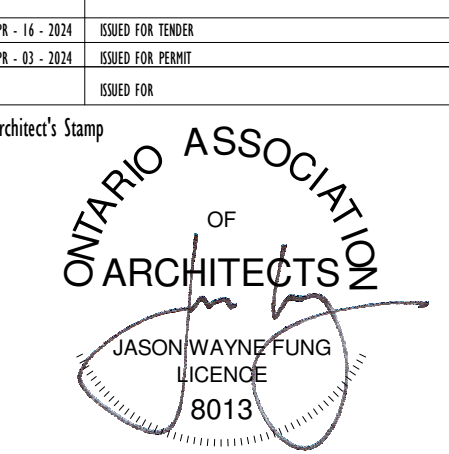 PR - 16 - 2024 ISSUED FOR TENDER
PR - 03 - 2024 ISSUED FOR PERMIT
ISSUED FOR
rchitect's Stamp
ONTARIO ASSOCIATION
OF
ARCHITECTS
JASON WAYNE FUNG
LICENCE
8013